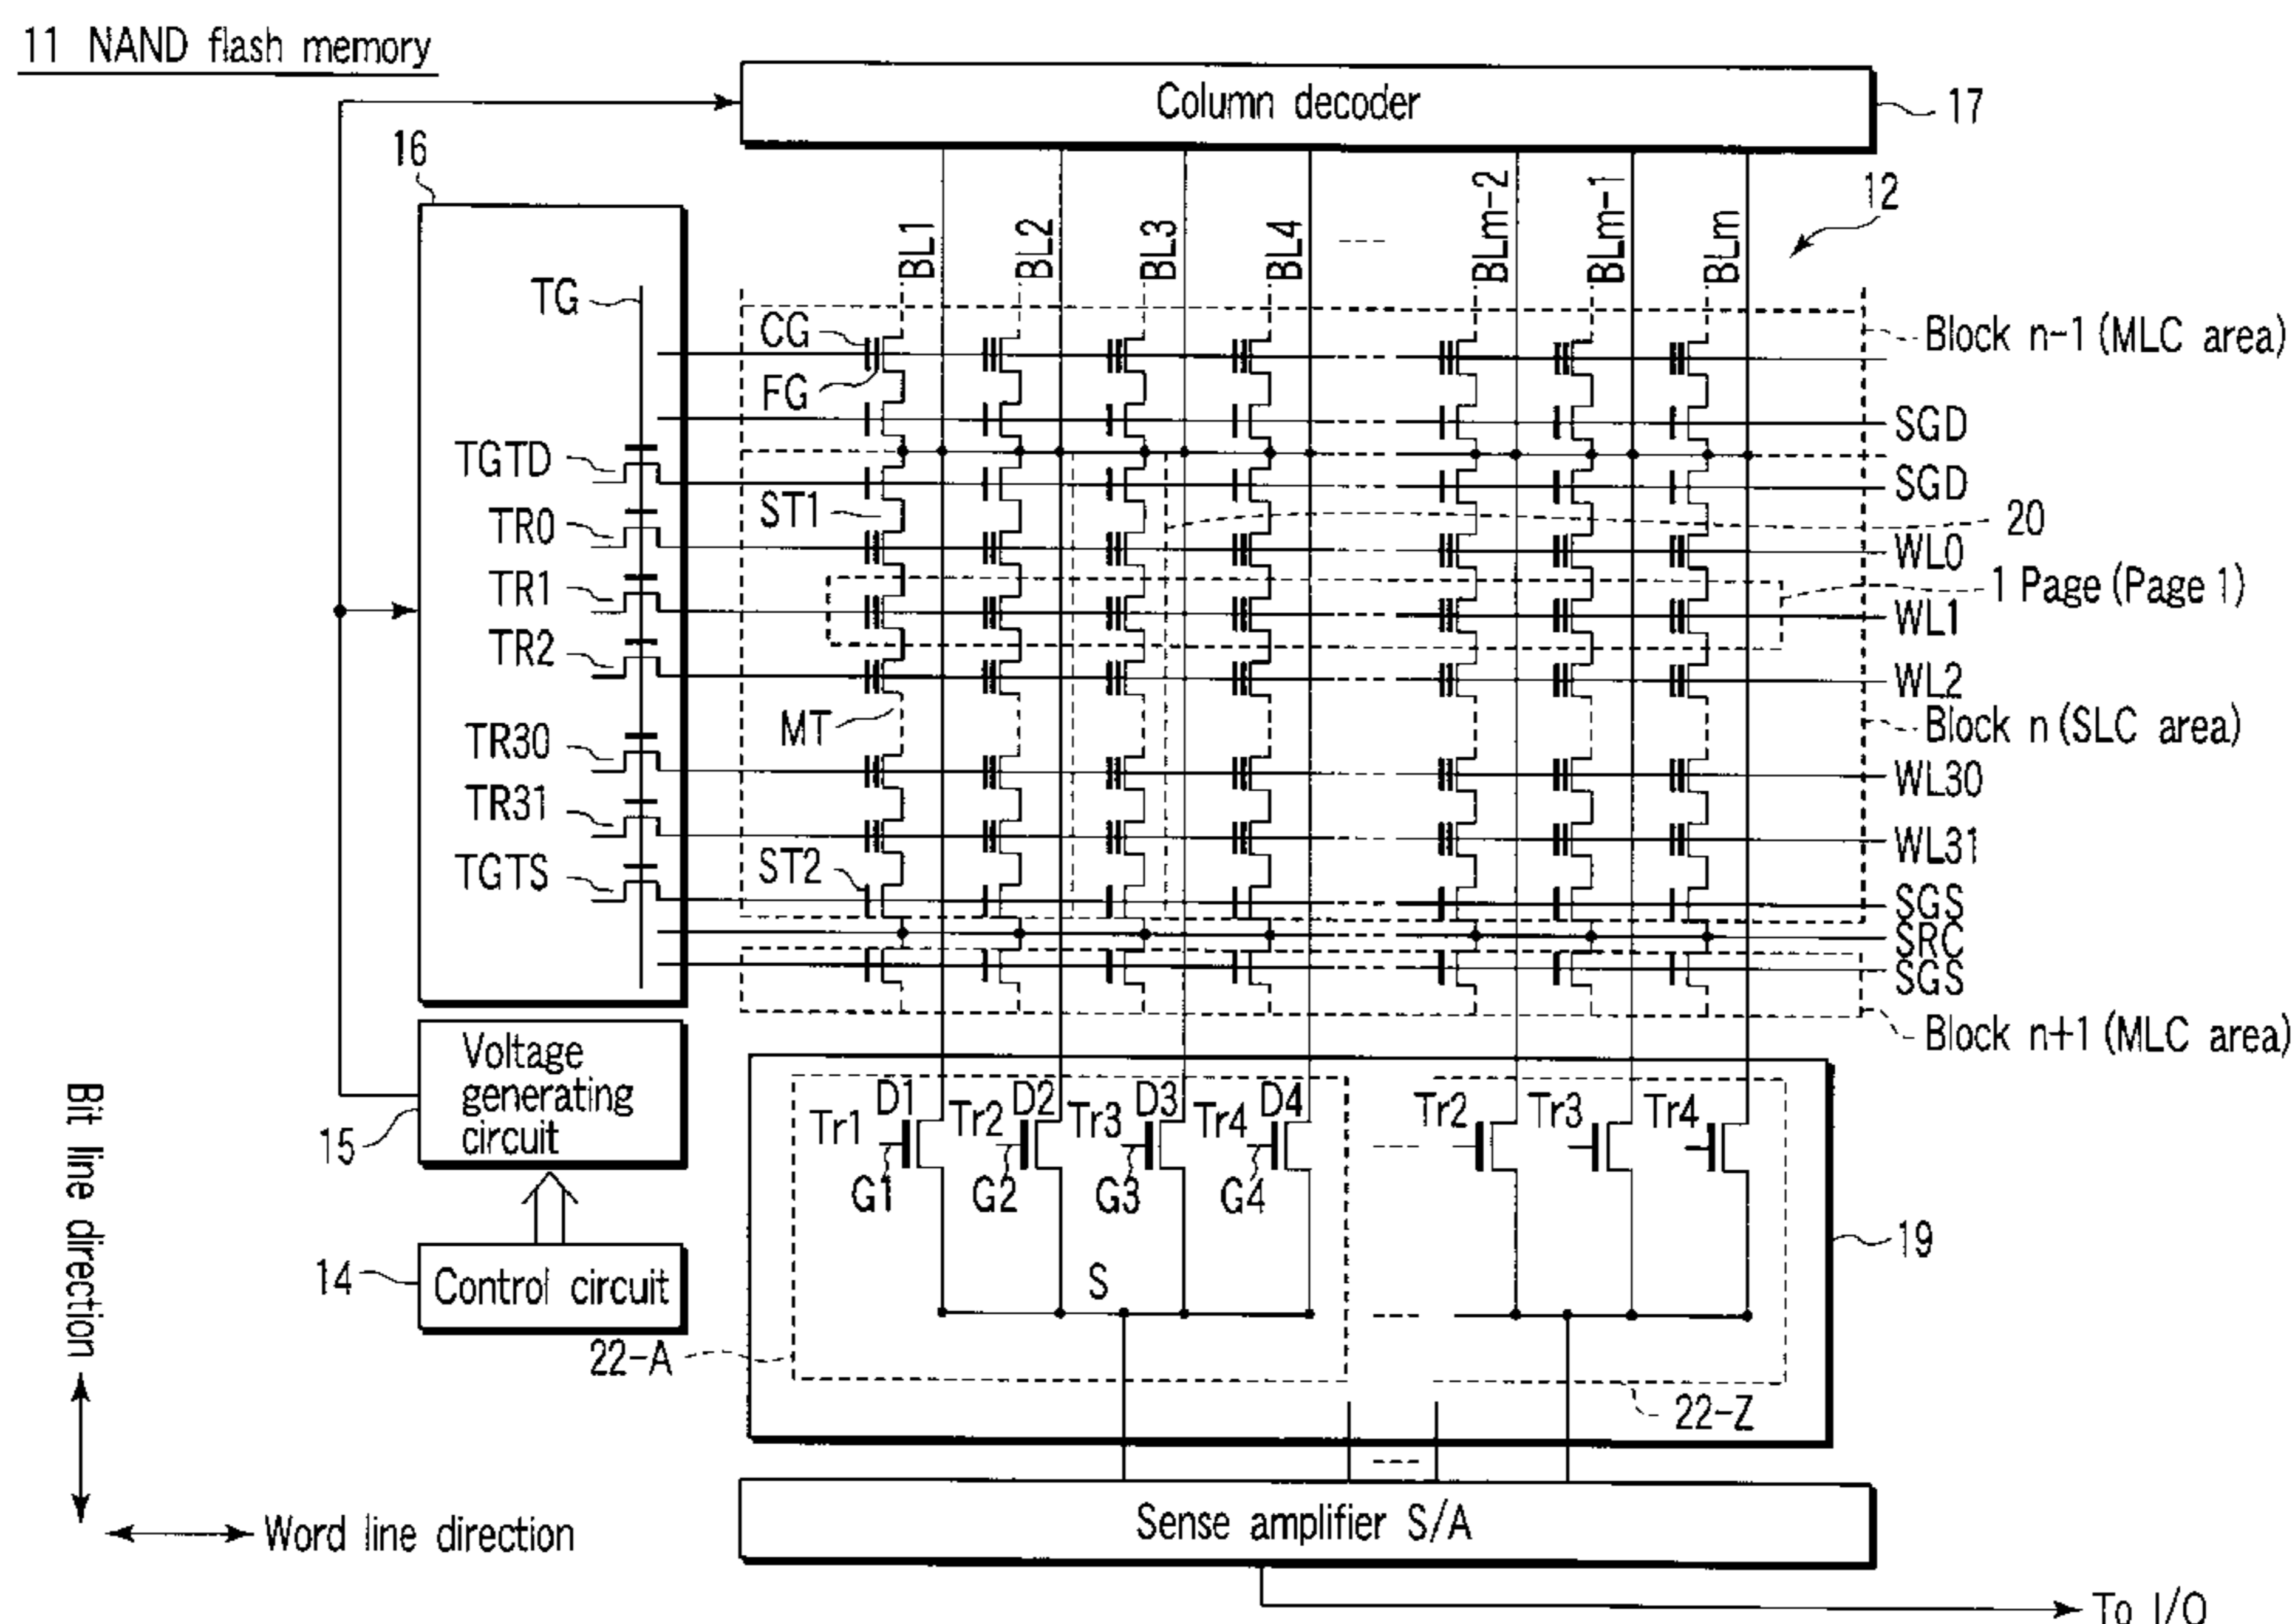 11 NAND flash memory
Column decoder
17
16
12
BL1
BL2
BL3
BL4
BLm-2
BLm-1
BLm
TG
CG
FG
Block n-1 (MLC area)
SGD
TGTD
SGD
ST1
20
TR0
WL0
TR1
1 Page (Page 1)
WL1
TR2
WL2
MT
Block n (SLC area)
TR30
WL30
TR31
WL31
TGTS
ST2
SGS
SRC
SGS
Block n+1 (MLC area)
Voltage
generating
circuit
15
Bit line direction
D1
D2
D3
D4
Tr1
Tr2
Tr3
Tr4
Tr2
Tr3
Tr4
G1
G2
G3
G4
19
14
Control circuit
S
22-A
22-Z
Sense amplifier S/A
Word line direction
To I/O